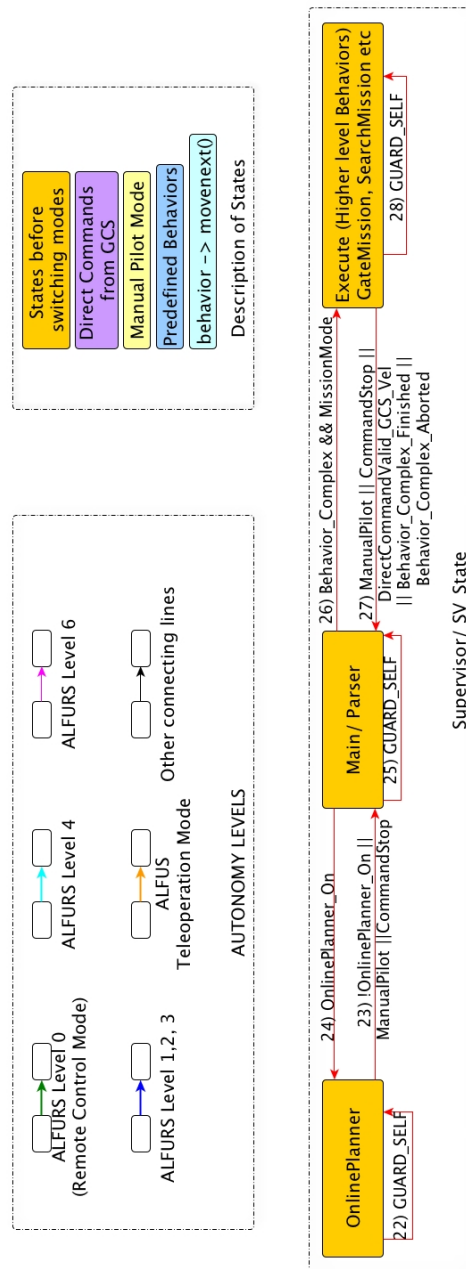 ALFURS Level 0
(Remote Control Mode)
ALFURS Level 4
ALFURS Level 6
ALFURS Level 1,2, 3
ALFUS
Teleoperation Mode
Other connecting lines
AUTONOMY LEVELS
States before
switching modes
Direct Commands
from GCS
Manual Pilot Mode
Predefined Behaviors
behavior -> movenext()
Description of States
OnlinePlanner
22) GUARD_SELF
24) OnlinePlanner_On
23) !OnlinePlanner_On ||
ManualPilot ||CommandStop
Main/ Parser
25) GUARD_SELF
26) Behavior_Complex && MissionMode
27) ManualPilot || CommandStop ||
DirectCommandValid_GCS_Vel
|| Behavior_Complex_Finished ||
Behavior_Complex_Aborted
Execute (Higher level Behaviors)
GateMission, SearchMission etc
28) GUARD_SELF
Supervisor/ SV_State